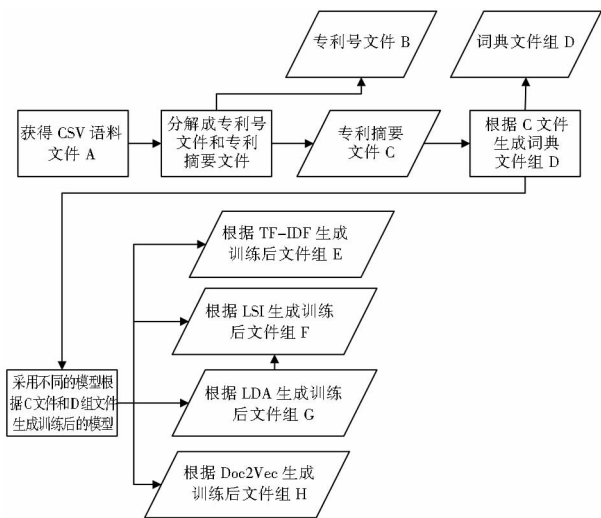 专利号文件 B
词典文件组 D
获得 CSV 语料
文件 A
分解成专利号
文件和专利
摘要文件
专利摘要
文件 C
根据 C 文件
生成词典
文件组 D
根据 TF-IDF 生成
训练后文件组 E
根据 LSI 生成训练
后文件组 F
采用不同的模型根
据C文件和D组文件
生成训练后的模型
根据 LDA 生成训练
后文件组 G
根据 Doc2Vec 生成
训练后文件组 H